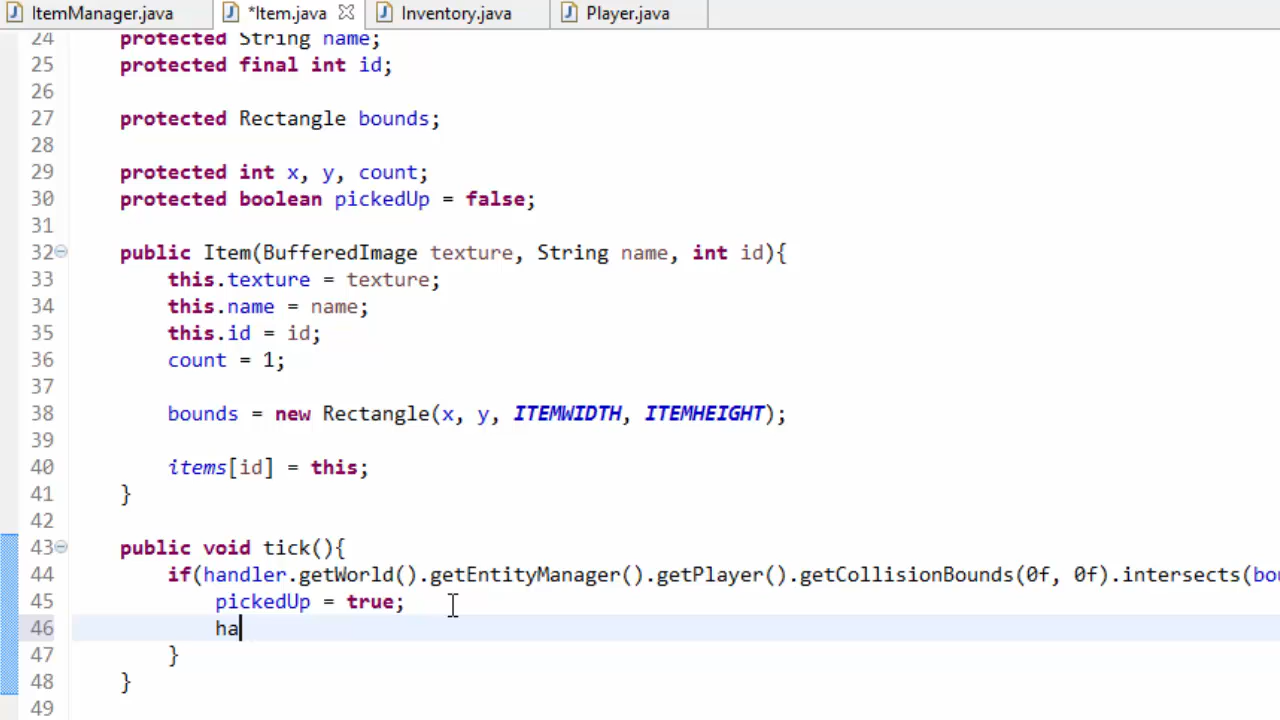 ItemManager.java *Item.java Inventory.java Player.java
24 protected String name;
25 protected final int id;
26
27 protected Rectangle bounds;
28
29 protected int x, y, count;
30 protected boolean pickedUp = false;
31
32 public Item(BufferedImage texture, String name, int id){
33 this.texture = texture;
34 this.name = name;
35 this.id = id;
36 count = 1;
37
38 bounds = new Rectangle(x, y, ITEMWIDTH, ITEMHEIGHT);
39
40 items[id] = this;
41 }
42
43 public void tick(){
44 if(handler.getWorld().getEntityManager().getPlayer().getCollisionBounds(0f, 0f).intersects(bou
45 pickedUp = true;
46 ha
47 }
48 }
49